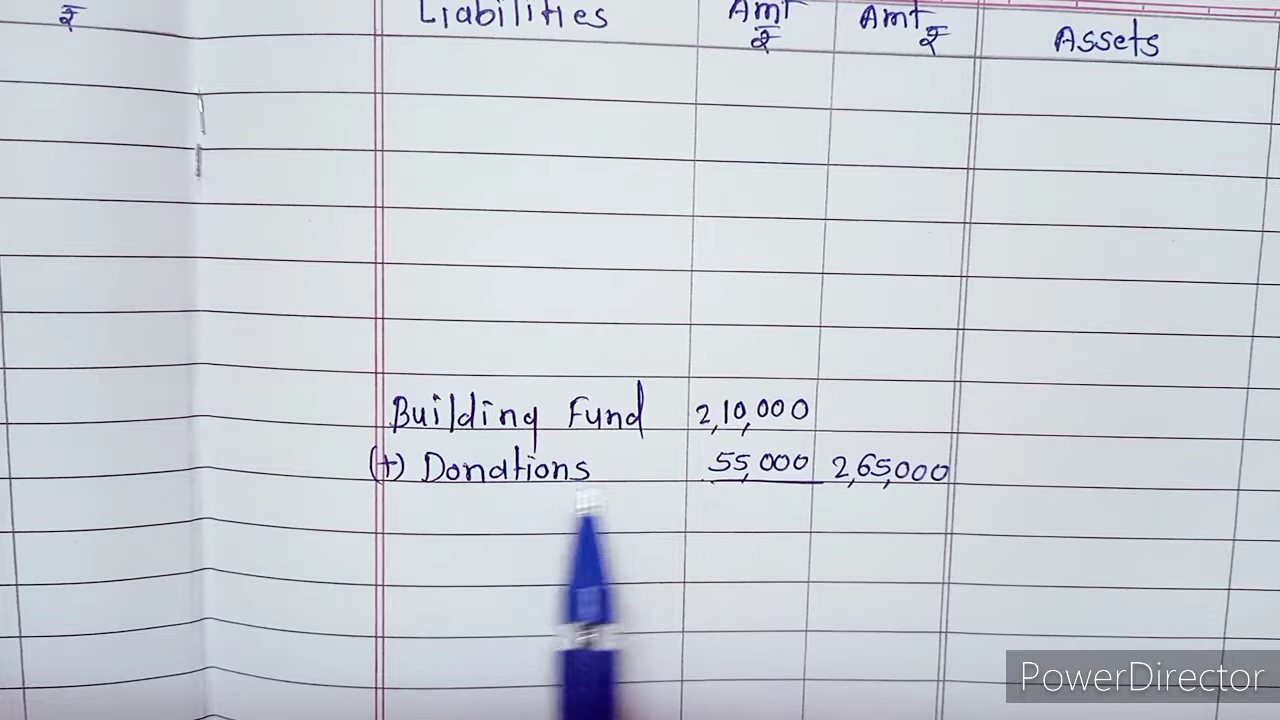 ₹ Liabilities Amt ₹ Amt ₹ Assets
Building Fund 2,10,000
(+) Donations 55,000 2,65,000
PowerDirector